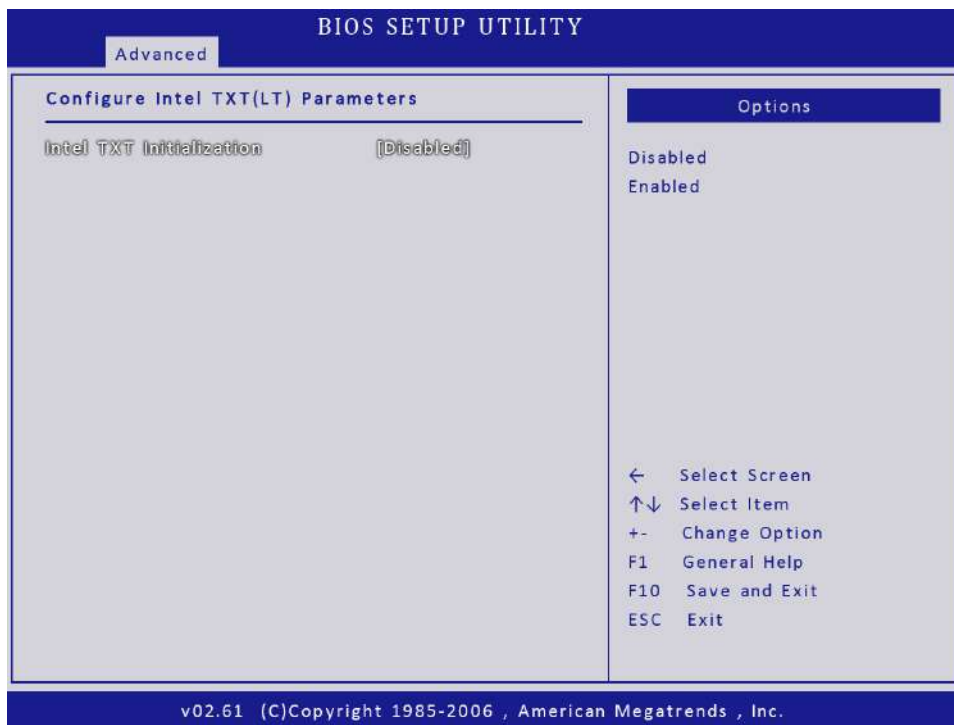 BIOS SETUP UTILITY
Advanced
Configure Intel TXT(LT) Parameters
Intel TXT Initialization [Disabled]
Options
Disabled
Enabled
← Select Screen
↑↓ Select Item
+- Change Option
F1 General Help
F10 Save and Exit
ESC Exit
v02.61 (C)Copyright 1985-2006 , American Megatrends , Inc.